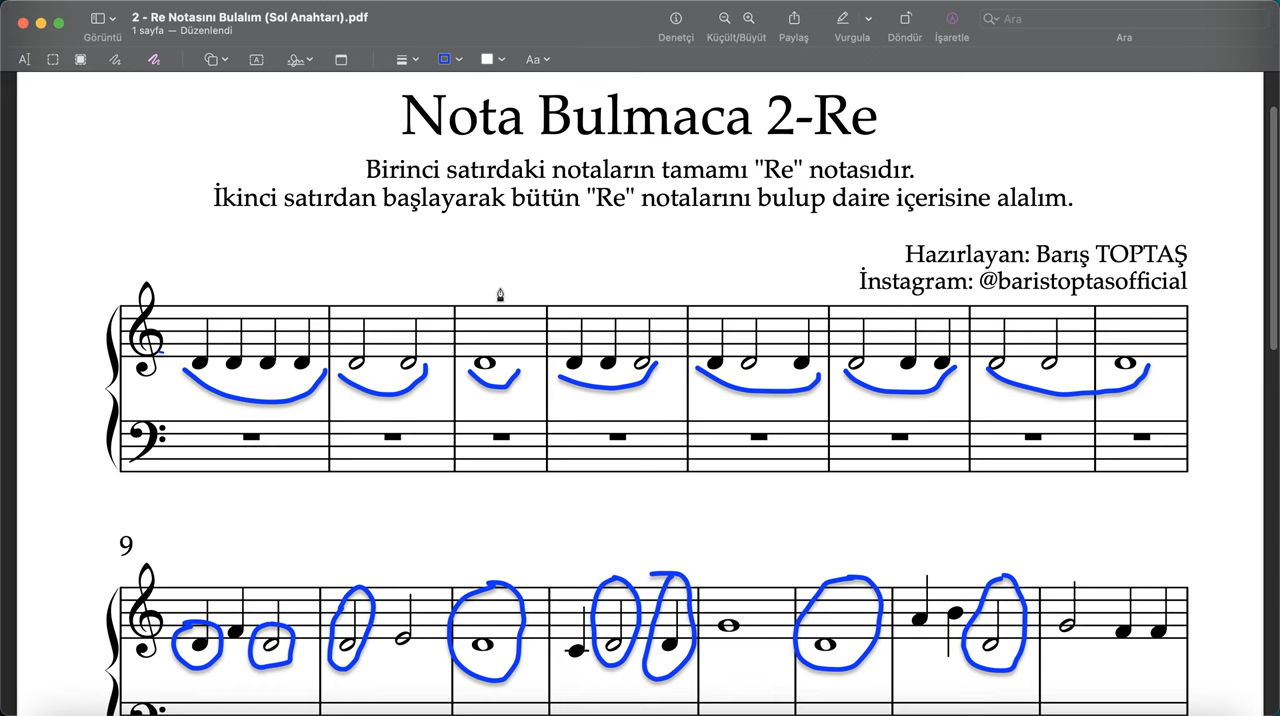 2 - Re Notasını Bulalım (Sol Anahtarı).pdf
1 sayfa — Düzenlendi
Görüntü
Denetçi
Küçült/Büyüt
Paylaş
Vurgula
Döndür
İşaretle
Ara
Ara
Aa
Nota Bulmaca 2-Re
Birinci satırdaki notaların tamamı "Re" notasıdır.
İkinci satırdan başlayarak bütün "Re" notalarını bulup daire içerisine alalım.
Hazırlayan: Barış TOPTAŞ
İnstagram: @baristoptasofficial
9